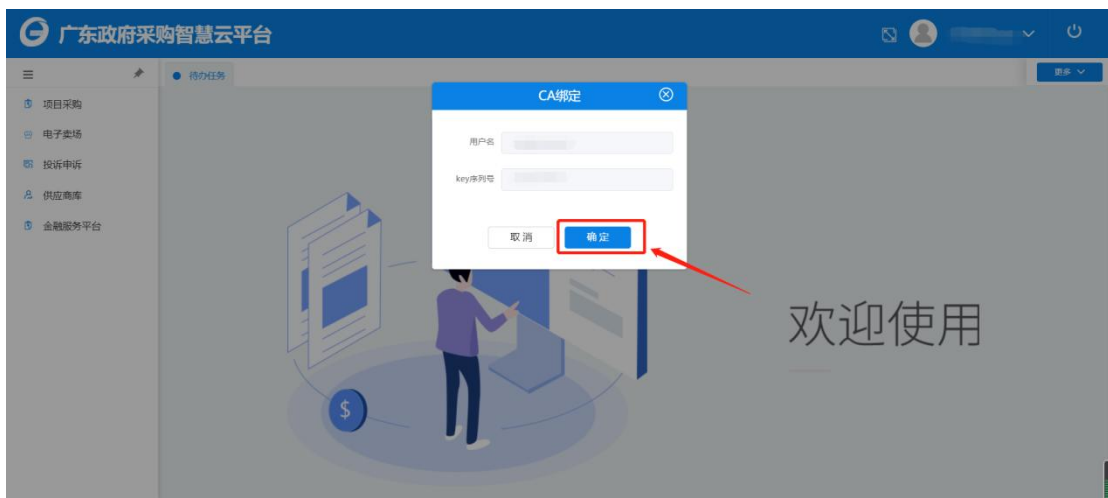 广东政府采购智慧云平台
待办任务
更多
项目采购
电子卖场
投诉申诉
供应商库
金融服务平台
CA绑定
用户名
key序列号
取消
确定
欢迎使用
$